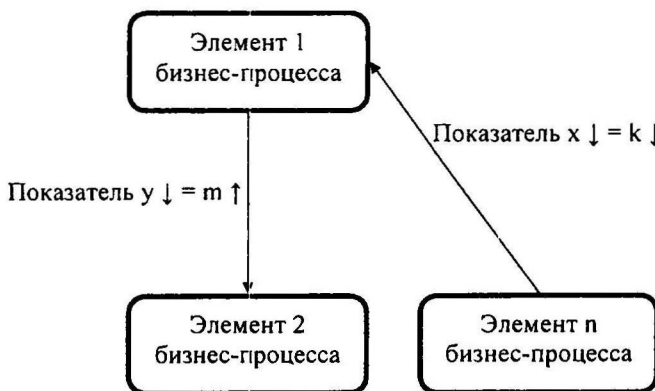 Элемент 1
бизнес-процесса
Показатель x ↓ = k ↓
Показатель y ↓ = m ↑
Элемент 2
бизнес-процесса
Элемент n
бизнес-процесса